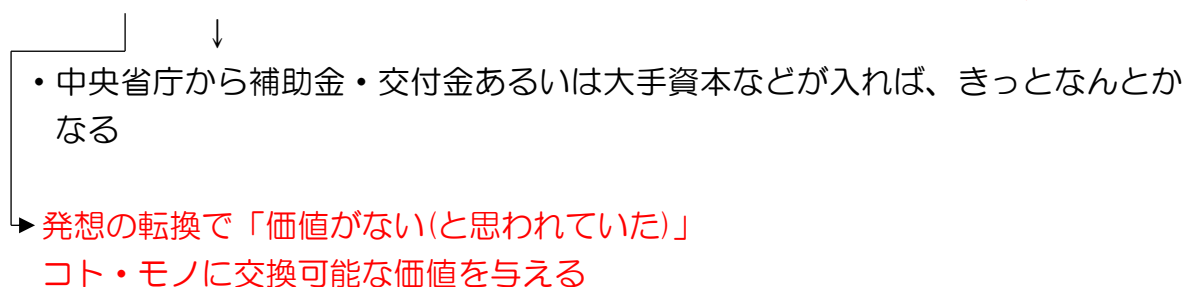 ↓
・中央省庁から補助金・交付金あるいは大手資本などが入れば、きっとなんとか
なる
発想の転換で「価値がない(と思われていた)」
コト・モノに交換可能な価値を与える